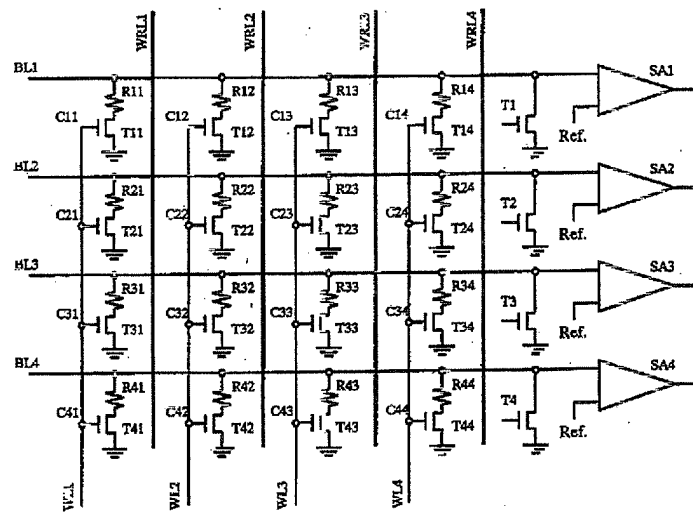 WRL1 WRL2 WRL3 WRL4
BL1 SA1
R11 R12 R13 R14
C11 C12 C13 C14 T1
T11 T12 T13 T14 Ref.
BL2 SA2
R21 R22 R23 R24
C21 C22 C23 C24 T2
T21 T22 T23 T24 Ref.
BL3 SA3
R31 R32 R33 R34
C31 C32 C33 C34 T3
T31 T32 T33 T34 Ref.
BL4 SA4
R41 R42 R43 R44
C41 C42 C43 C44 T4
T41 T42 T43 T44 Ref.
WL1 WL2 WL3 WL4